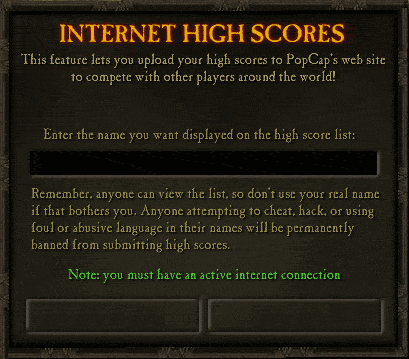 INTERNET HIGH SCORES
This feature lets you upload your high scores to PopCap's web site
to compete with other players around the world!
Enter the name you want displayed on the high score list:
Remember, anyone can view the list, so don't use your real name
if that bothers you. Anyone attempting to cheat, hack, or using
foul or abusive language in their names will be permanently
banned from submitting high scores.
Note: you must have an active internet connection